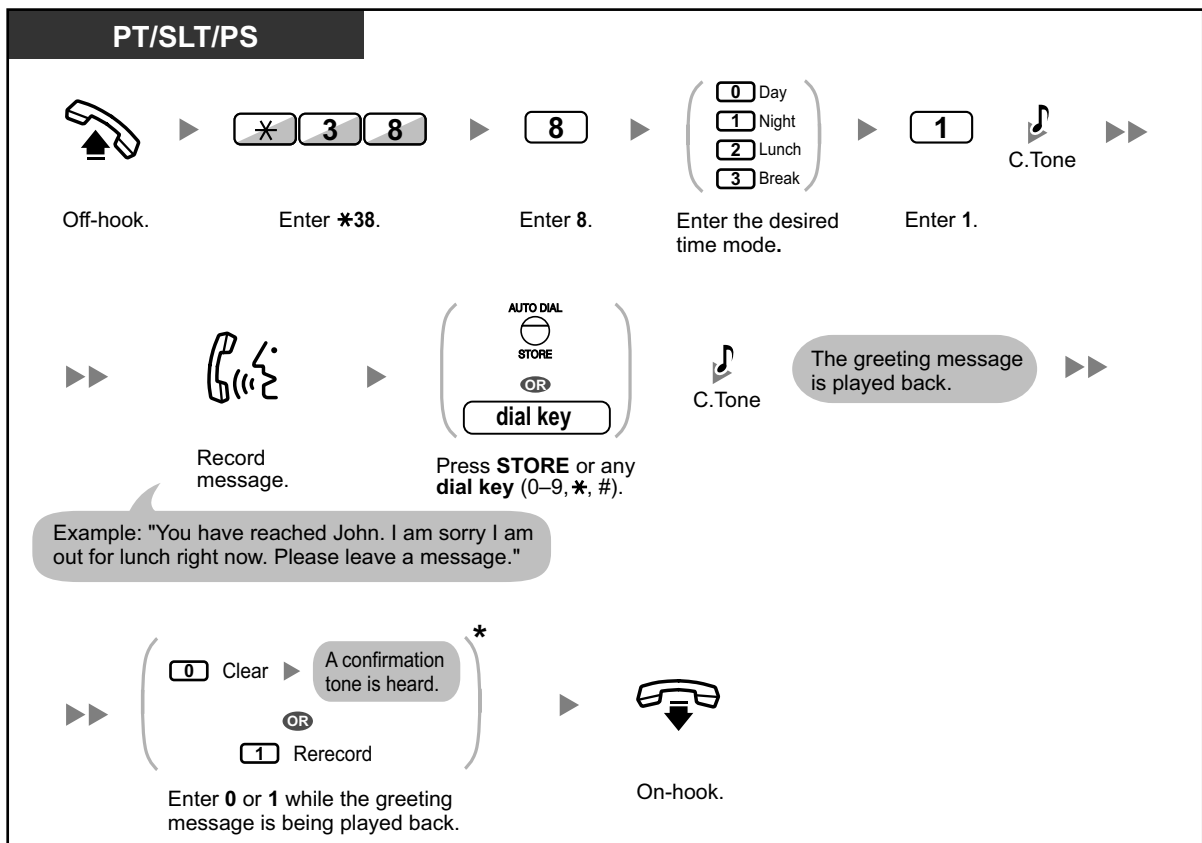 PT/SLT/PS
✳ 3 8
8
0 Day
1 Night
2 Lunch
3 Break
1
C.Tone
Off-hook.
Enter ✳38.
Enter 8.
Enter the desired
time mode.
Enter 1.
Record
message.
AUTO DIAL
STORE
OR
dial key
Press STORE or any
dial key (0–9, ✳, #).
C.Tone
The greeting message
is played back.
Example: "You have reached John. I am sorry I am
out for lunch right now. Please leave a message."
0 Clear
A confirmation
tone is heard.
*
OR
1 Rerecord
Enter 0 or 1 while the greeting
message is being played back.
On-hook.